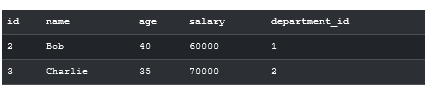 id name age salary department_id
2 Bob 40 60000 1
3 Charlie 35 70000 2